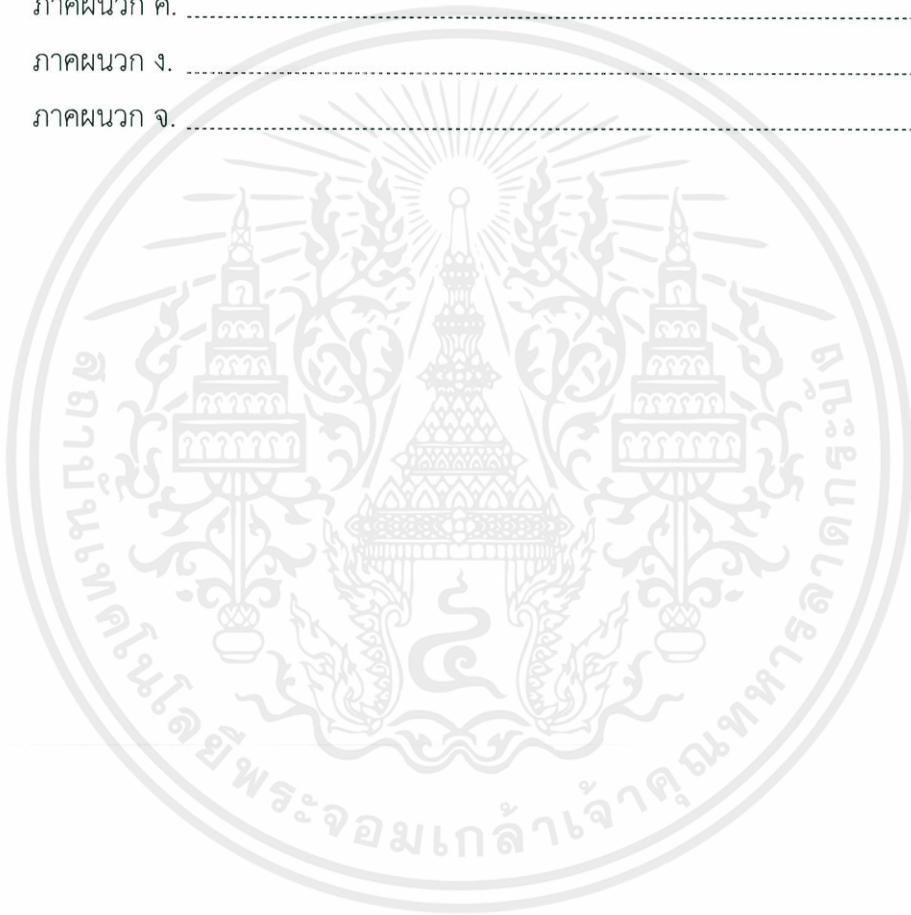 ภาคผนวก ค. ........................................................................
ภาคผนวก ง. ........................................................................
ภาคผนวก จ. ........................................................................
สถาบันเทคโนโลยีพระจอมเกล้าเจ้าคุณทหารลาดกระบัง
๔